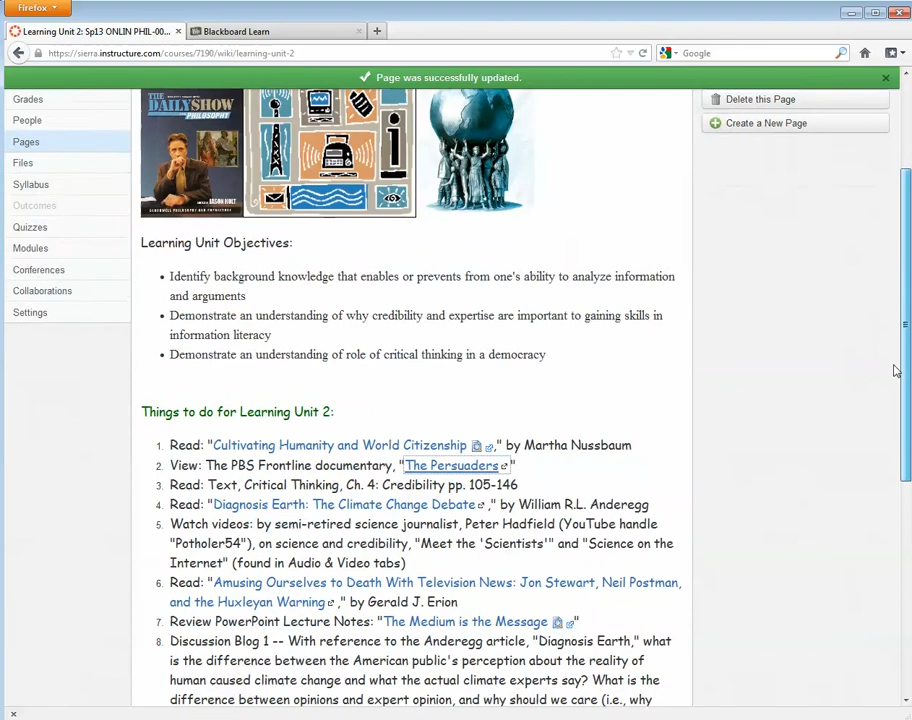 Firefox
Learning Unit 2: Sp13 ONLIN PHIL-00...
Blackboard Learn
https://sierra.instructure.com/courses/7190/wiki/learning-unit-2
Google
Page was successfully updated.
Grades
People
Pages
Files
Syllabus
Outcomes
Quizzes
Modules
Conferences
Collaborations
Settings
Delete this Page
Create a New Page
THE DAILY SHOW
PHILOSOPHY
Learning Unit Objectives:
Identify background knowledge that enables or prevents from one's ability to analyze information
and arguments
Demonstrate an understanding of why credibility and expertise are important to gaining skills in
information literacy
Demonstrate an understanding of role of critical thinking in a democracy
Things to do for Learning Unit 2:
1. Read: "Cultivating Humanity and World Citizenship ," by Martha Nussbaum
2. View: The PBS Frontline documentary, "The Persuaders "
3. Read: Text, Critical Thinking, Ch. 4: Credibility pp. 105-146
4. Read: "Diagnosis Earth: The Climate Change Debate ," by William R.L. Anderegg
5. Watch videos: by semi-retired science journalist, Peter Hadfield (YouTube handle
"Potholer54"), on science and credibility, "Meet the 'Scientists'" and "Science on the
Internet" (found in Audio & Video tabs)
6. Read: "Amusing Ourselves to Death With Television News: Jon Stewart, Neil Postman,
and the Huxleyan Warning ," by Gerald J. Erion
7. Review PowerPoint Lecture Notes: "The Medium is the Message "
8. Discussion Blog 1 -- With reference to the Anderegg article, "Diagnosis Earth," what
is the difference between the American public's perception about the reality of
human caused climate change and what the actual climate experts say? What is the
difference between opinions and expert opinion, and why should we care (i.e., why